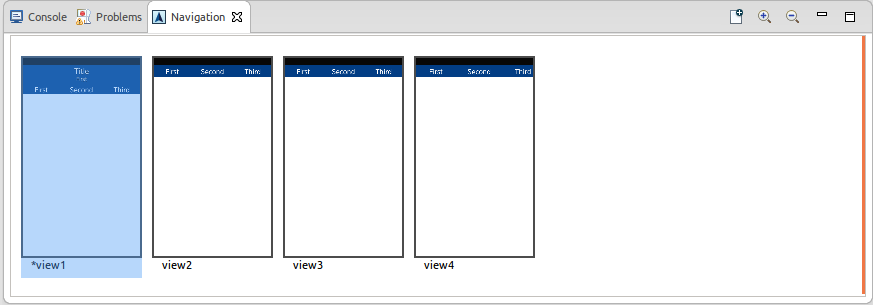 Console Problems Navigation
Title
First
First Second Third
First Second Third
First Second Third
First Second Third
*view1 view2 view3 view4